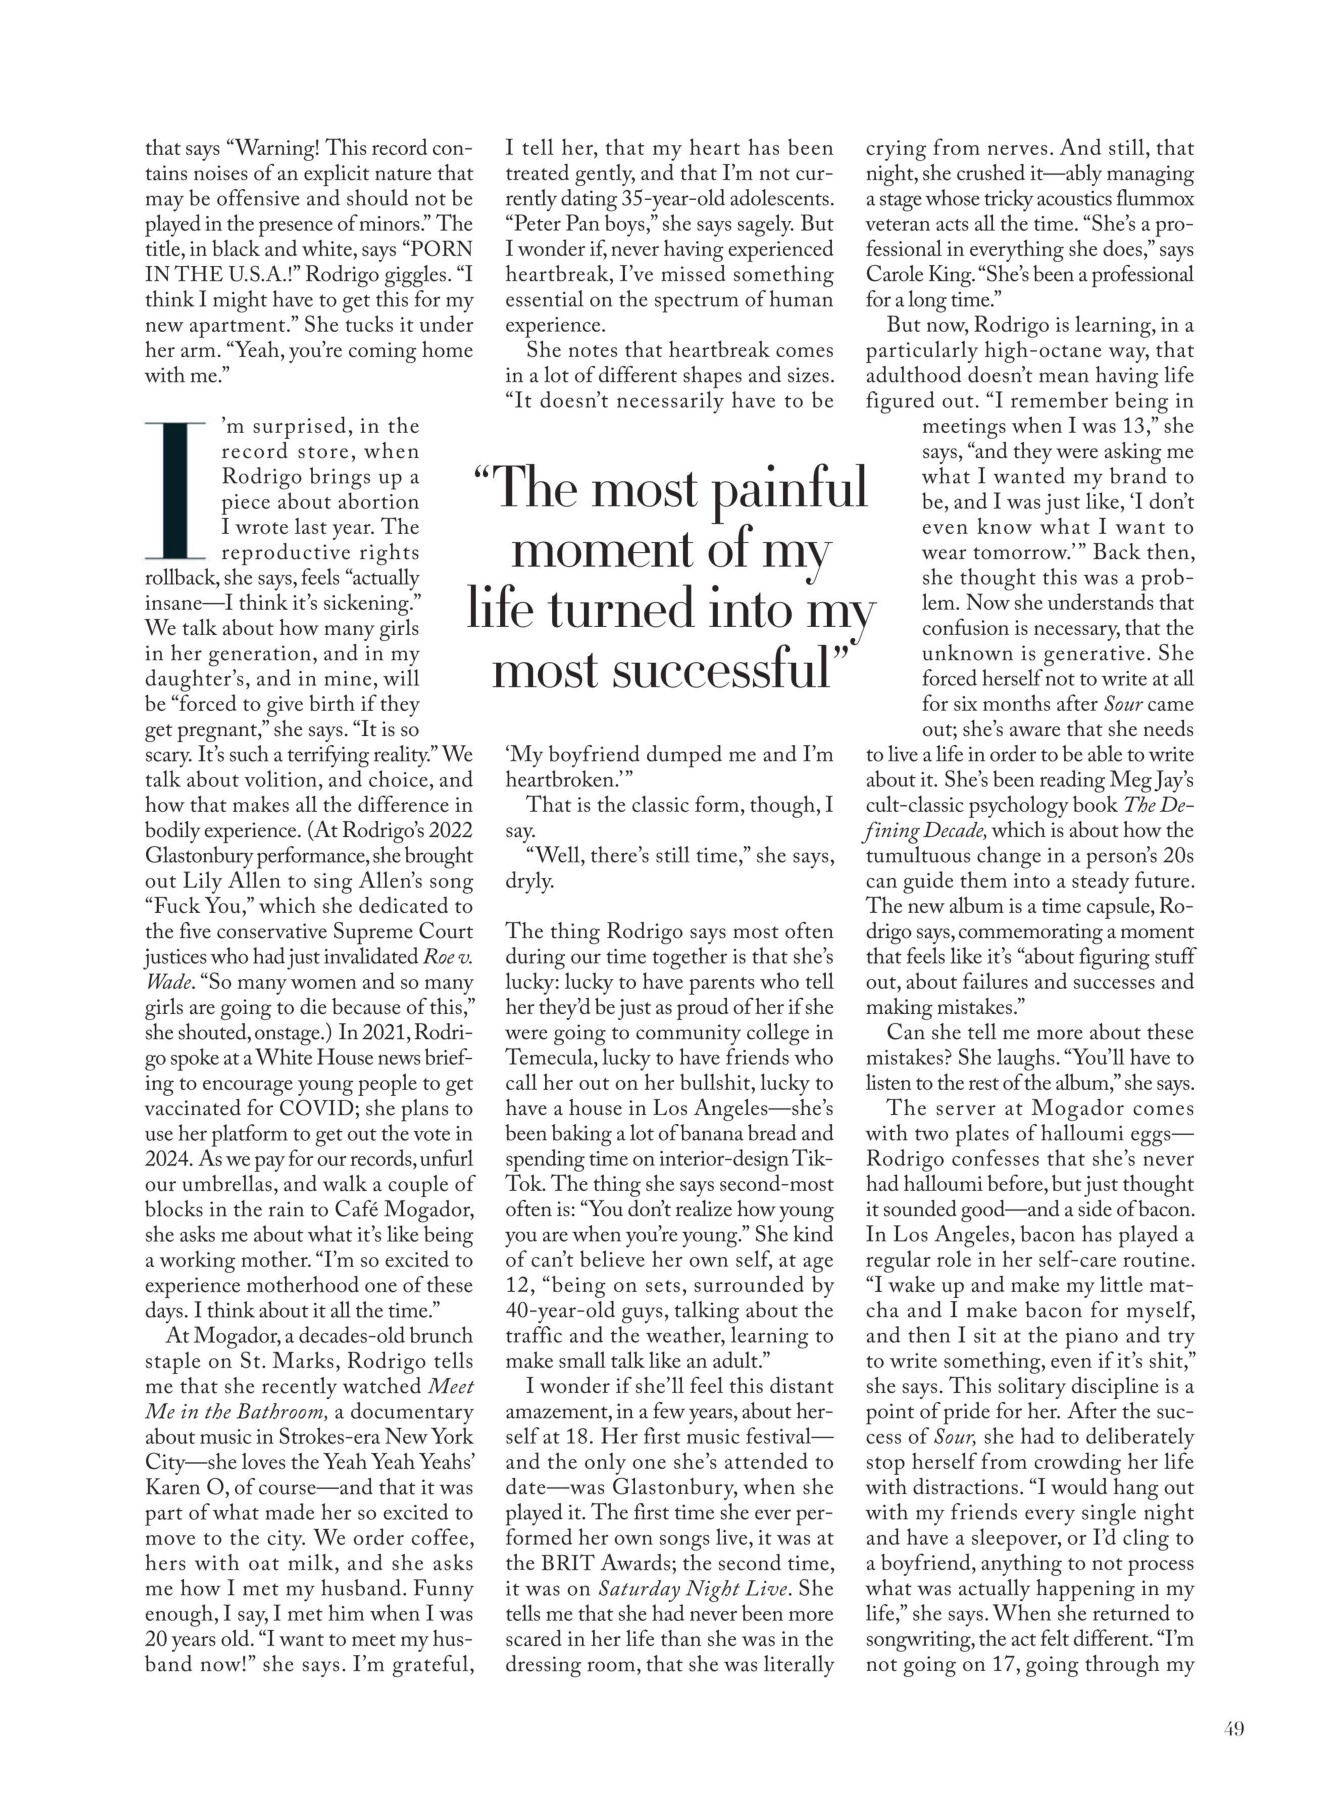 that says “Warning! This record con-
tains noises of an explicit nature that
may be offensive and should not be
played in the presence of minors.” The
title, in black and white, says “PORN
IN THE U.S.A.!” Rodrigo giggles. “I
think I might have to get this for my
new apartment.” She tucks it under
her arm. “Yeah, you’re coming home
with me.”
I’m surprised, in the
record store, when
Rodrigo brings up a
piece about abortion
I wrote last year. The
reproductive rights
rollback, she says, feels “actually
insane—I think it’s sickening.”
We talk about how many girls
in her generation, and in my
daughter’s, and in mine, will
be “forced to give birth if they
get pregnant,” she says. “It is so
scary. It’s such a terrifying reality.” We
talk about volition, and choice, and
how that makes all the difference in
bodily experience. (At Rodrigo’s 2022
Glastonbury performance, she brought
out Lily Allen to sing Allen’s song
“Fuck You,” which she dedicated to
the five conservative Supreme Court
justices who had just invalidated Roe v.
Wade. “So many women and so many
girls are going to die because of this,”
she shouted, onstage.) In 2021, Rodri-
go spoke at a White House news brief-
ing to encourage young people to get
vaccinated for COVID; she plans to
use her platform to get out the vote in
2024. As we pay for our records, unfurl
our umbrellas, and walk a couple of
blocks in the rain to Café Mogador,
she asks me about what it’s like being
a working mother. “I’m so excited to
experience motherhood one of these
days. I think about it all the time.”
At Mogador, a decades-old brunch
staple on St. Marks, Rodrigo tells
me that she recently watched Meet
Me in the Bathroom, a documentary
about music in Strokes-era New York
City—she loves the Yeah Yeah Yeahs’
Karen O, of course—and that it was
part of what made her so excited to
move to the city. We order coffee,
hers with oat milk, and she asks
me how I met my husband. Funny
enough, I say, I met him when I was
20 years old. “I want to meet my hus-
band now!” she says. I’m grateful,
I tell her, that my heart has been
treated gently, and that I’m not cur-
rently dating 35-year-old adolescents.
“Peter Pan boys,” she says sagely. But
I wonder if, never having experienced
heartbreak, I’ve missed something
essential on the spectrum of human
experience.
She notes that heartbreak comes
in a lot of different shapes and sizes.
“It doesn’t necessarily have to be
“The most painful
moment of my
life turned into my
most successful”
‘My boyfriend dumped me and I’m
heartbroken.’”
That is the classic form, though, I
say.
“Well, there’s still time,” she says,
dryly.
The thing Rodrigo says most often
during our time together is that she’s
lucky: lucky to have parents who tell
her they’d be just as proud of her if she
were going to community college in
Temecula, lucky to have friends who
call her out on her bullshit, lucky to
have a house in Los Angeles—she’s
been baking a lot of banana bread and
spending time on interior-design Tik-
Tok. The thing she says second-most
often is: “You don’t realize how young
you are when you’re young.” She kind
of can’t believe her own self, at age
12, “being on sets, surrounded by
40-year-old guys, talking about the
traffic and the weather, learning to
make small talk like an adult.”
I wonder if she’ll feel this distant
amazement, in a few years, about her-
self at 18. Her first music festival—
and the only one she’s attended to
date—was Glastonbury, when she
played it. The first time she ever per-
formed her own songs live, it was at
the BRIT Awards; the second time,
it was on Saturday Night Live. She
tells me that she had never been more
scared in her life than she was in the
dressing room, that she was literally
crying from nerves. And still, that
night, she crushed it—ably managing
a stage whose tricky acoustics flummox
veteran acts all the time. “She’s a pro-
fessional in everything she does,” says
Carole King. “She’s been a professional
for a long time.”
But now, Rodrigo is learning, in a
particularly high-octane way, that
adulthood doesn’t mean having life
figured out. “I remember being in
meetings when I was 13,” she
says, “and they were asking me
what I wanted my brand to
be, and I was just like, ‘I don’t
even know what I want to
wear tomorrow.’” Back then,
she thought this was a prob-
lem. Now she understands that
confusion is necessary, that the
unknown is generative. She
forced herself not to write at all
for six months after Sour came
out; she’s aware that she needs
to live a life in order to be able to write
about it. She’s been reading Meg Jay’s
cult-classic psychology book The De-
fining Decade, which is about how the
tumultuous change in a person’s 20s
can guide them into a steady future.
The new album is a time capsule, Ro-
drigo says, commemorating a moment
that feels like it’s “about figuring stuff
out, about failures and successes and
making mistakes.”
Can she tell me more about these
mistakes? She laughs. “You’ll have to
listen to the rest of the album,” she says.
The server at Mogador comes
with two plates of halloumi eggs—
Rodrigo confesses that she’s never
had halloumi before, but just thought
it sounded good—and a side of bacon.
In Los Angeles, bacon has played a
regular role in her self-care routine.
“I wake up and make my little mat-
cha and I make bacon for myself,
and then I sit at the piano and try
to write something, even if it’s shit,”
she says. This solitary discipline is a
point of pride for her. After the suc-
cess of Sour, she had to deliberately
stop herself from crowding her life
with distractions. “I would hang out
with my friends every single night
and have a sleepover, or I’d cling to
a boyfriend, anything to not process
what was actually happening in my
life,” she says. When she returned to
songwriting, the act felt different. “I’m
not going on 17, going through my
49